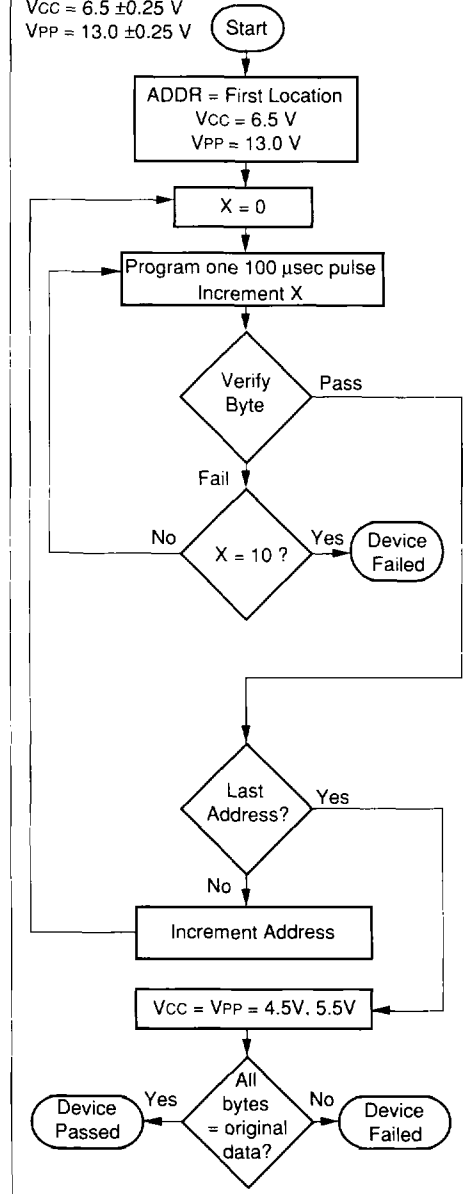 VCC = 6.5 ±0.25 V
VPP = 13.0 ±0.25 V
Start
ADDR = First Location
VCC = 6.5 V
VPP = 13.0 V
X = 0
Program one 100 µsec pulse
Increment X
Verify
Byte
Pass
Fail
No
X = 10 ?
Yes
Device
Failed
Last
Address?
Yes
No
Increment Address
VCC = VPP = 4.5V, 5.5V
Device
Passed
Yes
All
bytes
= original
data?
No
Device
Failed